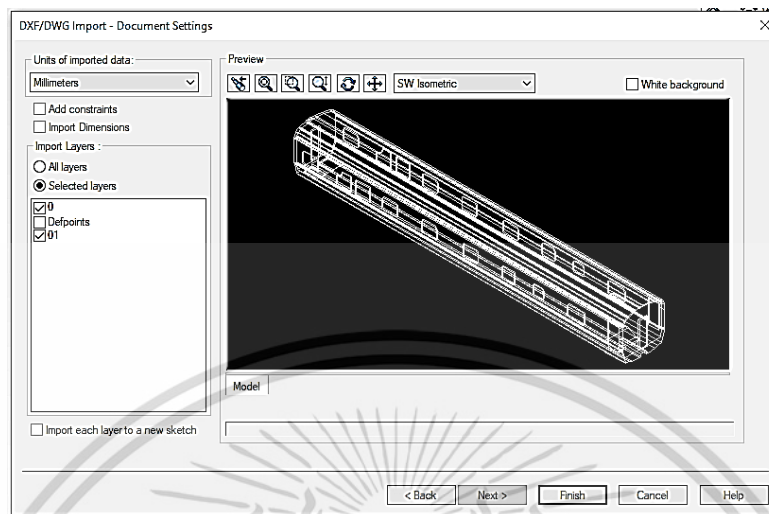 DXF/DWG Import - Document Settings
Units of imported data:
Millimeters
Add constraints
Import Dimensions
Import Layers :
All layers
Selected layers
0
Defpoints
01
Import each layer to a new sketch
Preview
SW Isometric
White background
Model
< Back
Next >
Finish
Cancel
Help